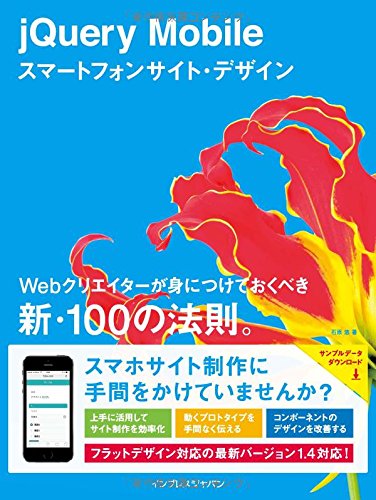 jQuery Mobile
スマートフォンサイト・デザイン
Webクリエイターが身につけておくべき
新・100の法則。
石原 悠 著
スマホサイト制作に
手間をかけていませんか?
サンプルデータ
ダウンロード
上手に活用して
サイト制作を効率化
動くプロトタイプを
手間なく伝える
コンポーネントの
デザインを改善する
フラットデザイン対応の最新バージョン1.4対応!
インプレスジャパン